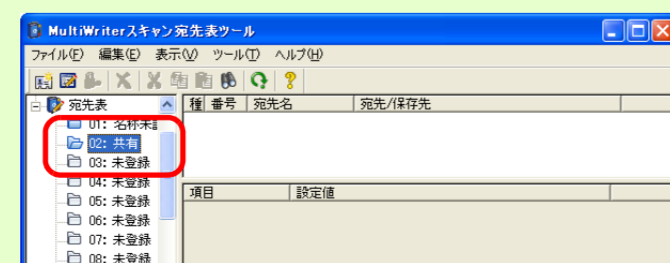 MultiWriterスキャン宛先表ツール
ファイル(F) 編集(E) 表示(V) ツール(T) ヘルプ(H)
宛先表
種 番号 宛先名 宛先/保存先
01: 名称未
02: 共有
03: 未登録
04: 未登録
項目 設定値
05: 未登録
06: 未登録
07: 未登録
08: 未登録